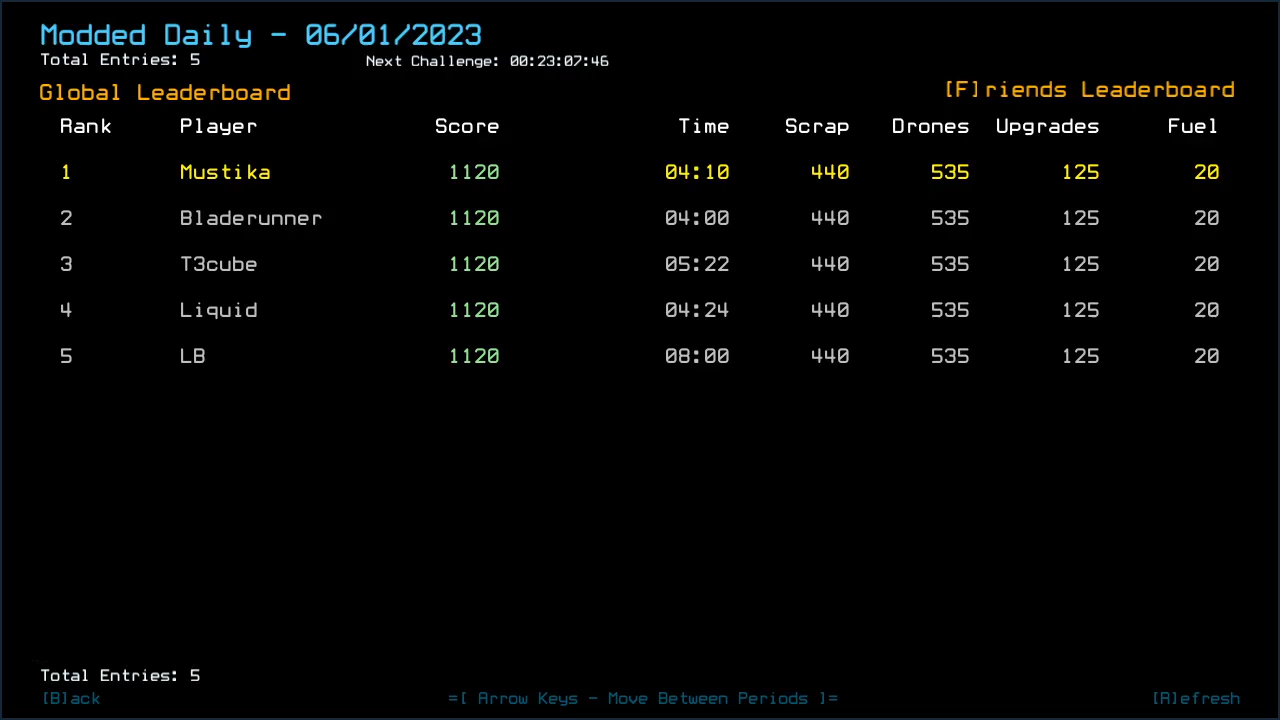 Modded Daily - 06/01/2023
Total Entries: 5 Next Challenge: 00:23:07:46
Global Leaderboard [F]riends Leaderboard
Rank Player Score Time Scrap Drones Upgrades Fuel
1 Mustika 1120 04:10 440 535 125 20
2 Bladerunner 1120 04:00 440 535 125 20
3 T3cube 1120 05:22 440 535 125 20
4 Liquid 1120 04:24 440 535 125 20
5 LB 1120 08:00 440 535 125 20
Total Entries: 5
[B]ack =[ Arrow Keys - Move Between Periods ]= [R]efresh